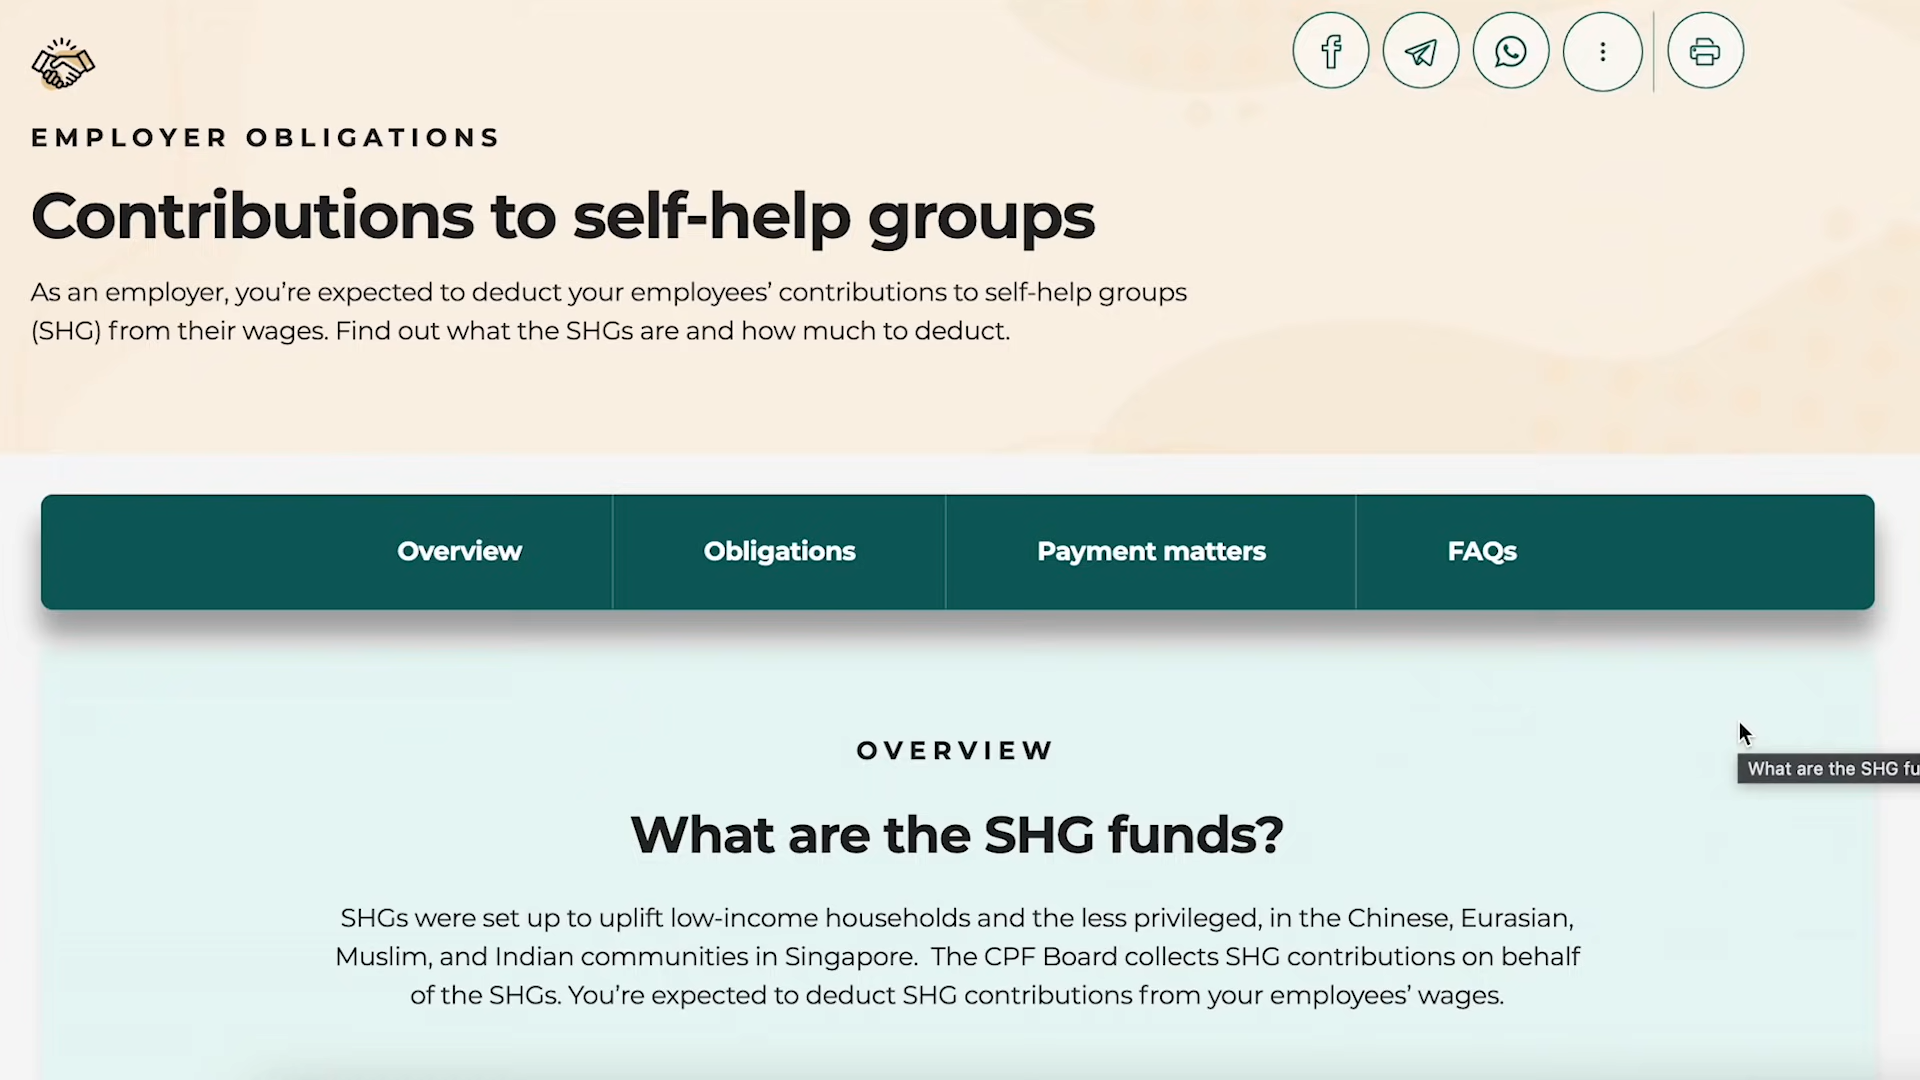 EMPLOYER OBLIGATIONS
Contributions to self-help groups
As an employer, you’re expected to deduct your employees’ contributions to self-help groups
(SHG) from their wages. Find out what the SHGs are and how much to deduct.
Overview
Obligations
Payment matters
FAQs
OVERVIEW
What are the SHG fu
What are the SHG funds?
SHGs were set up to uplift low-income households and the less privileged, in the Chinese, Eurasian,
Muslim, and Indian communities in Singapore. The CPF Board collects SHG contributions on behalf
of the SHGs. You’re expected to deduct SHG contributions from your employees’ wages.